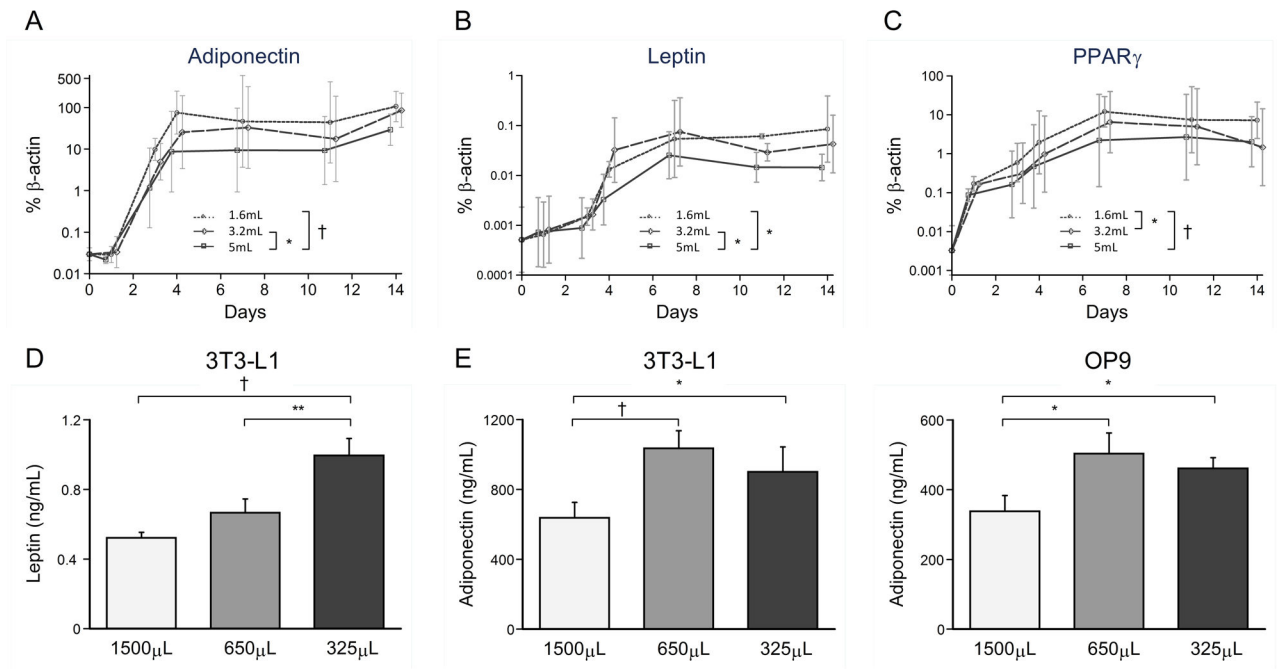 A
Adiponectin
500
100
10
1
0.1
0.01
% β-actin
1.6mL
3.2mL
5mL
*
†
0 2 4 6 8 10 12 14
Days
B
Leptin
1
0.1
0.001
0.0001
% β-actin
1.6mL
3.2mL
5mL
*
*
0 2 4 6 8 10 12 14
Days
C
PPARγ
100
10
1
0.1
0.01
0.001
% β-actin
1.6mL
3.2mL
5mL
*
†
0 2 4 6 8 10 12 14
Days
D
3T3-L1
†
**
1.2
0.8
0.4
0
Leptin (ng/mL)
1500μL 650μL 325μL
E
3T3-L1
*
†
1200
800
400
0
Adiponectin (ng/mL)
1500μL 650μL 325μL
OP9
*
*
600
400
200
0
Adiponectin (ng/mL)
1500μL 650μL 325μL